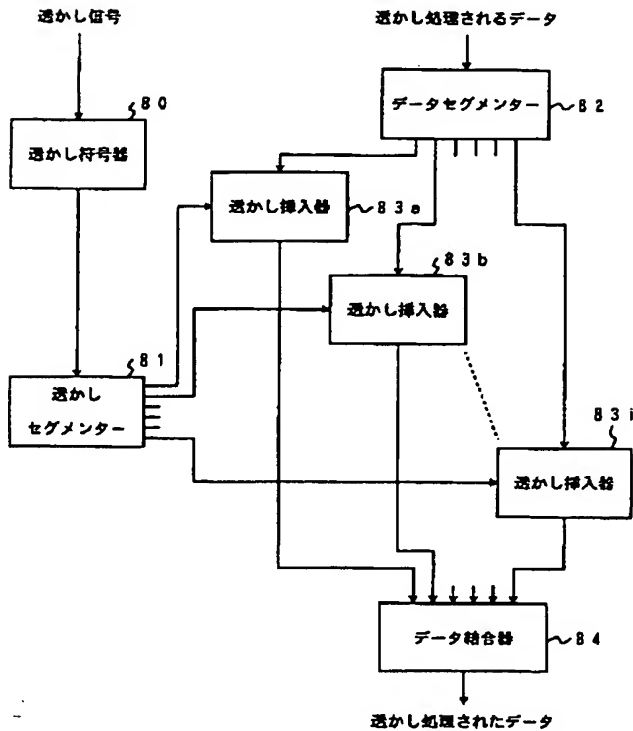 透かし信号
透かし処理されるデータ
80
透かし符号器
データセグメンター
82
透かし挿入器
83a
83b
透かし挿入器
81
透かし
セグメンター
83i
透かし挿入器
データ結合器
84
透かし処理されたデータ